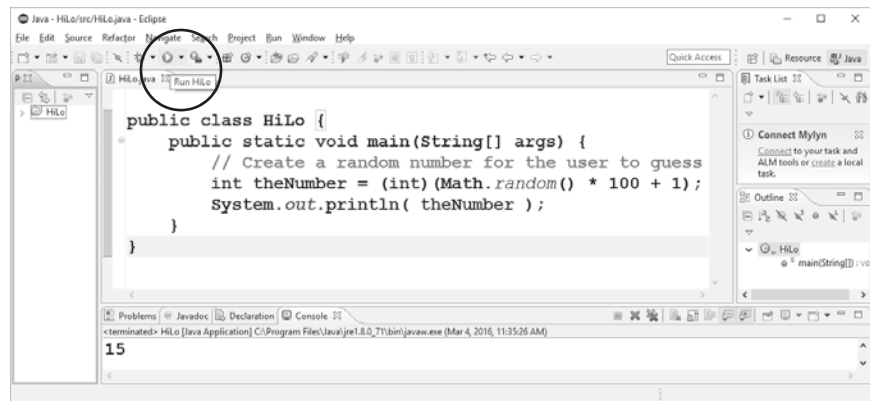 Java - HiLo/src/HiLo.java - Eclipse
File Edit Source Refactor Navigate Search Project Run Window Help
Quick Access
Resource
Java
HiLo.java
Run HiLo
Task List
HiLo
public class HiLo {
public static void main(String[] args) {
// Create a random number for the user to guess
int theNumber = (int)(Math.random() * 100 + 1);
System.out.println( theNumber );
}
}
Connect Mylyn
Connect to your task and
ALM tools or create a local
task.
Outline
HiLo
main(String[]) : vo
Problems Javadoc Declaration Console
<terminated> HiLo [Java Application] C:\Program Files\Java\jre1.8.0_71\bin\javaw.exe (Mar 4, 2016, 11:35:26 AM)
15